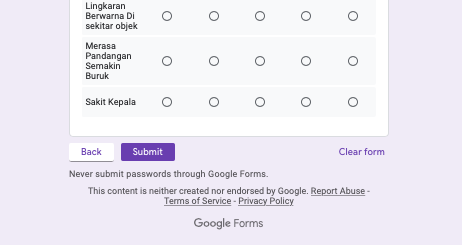 Lingkaran
Berwarna Di
sekitar objek
Merasa
Pandangan
Semakin
Buruk
Sakit Kepala
Back
Submit
Clear form
Never submit passwords through Google Forms.
This content is neither created nor endorsed by Google. Report Abuse -
Terms of Service - Privacy Policy
Google Forms